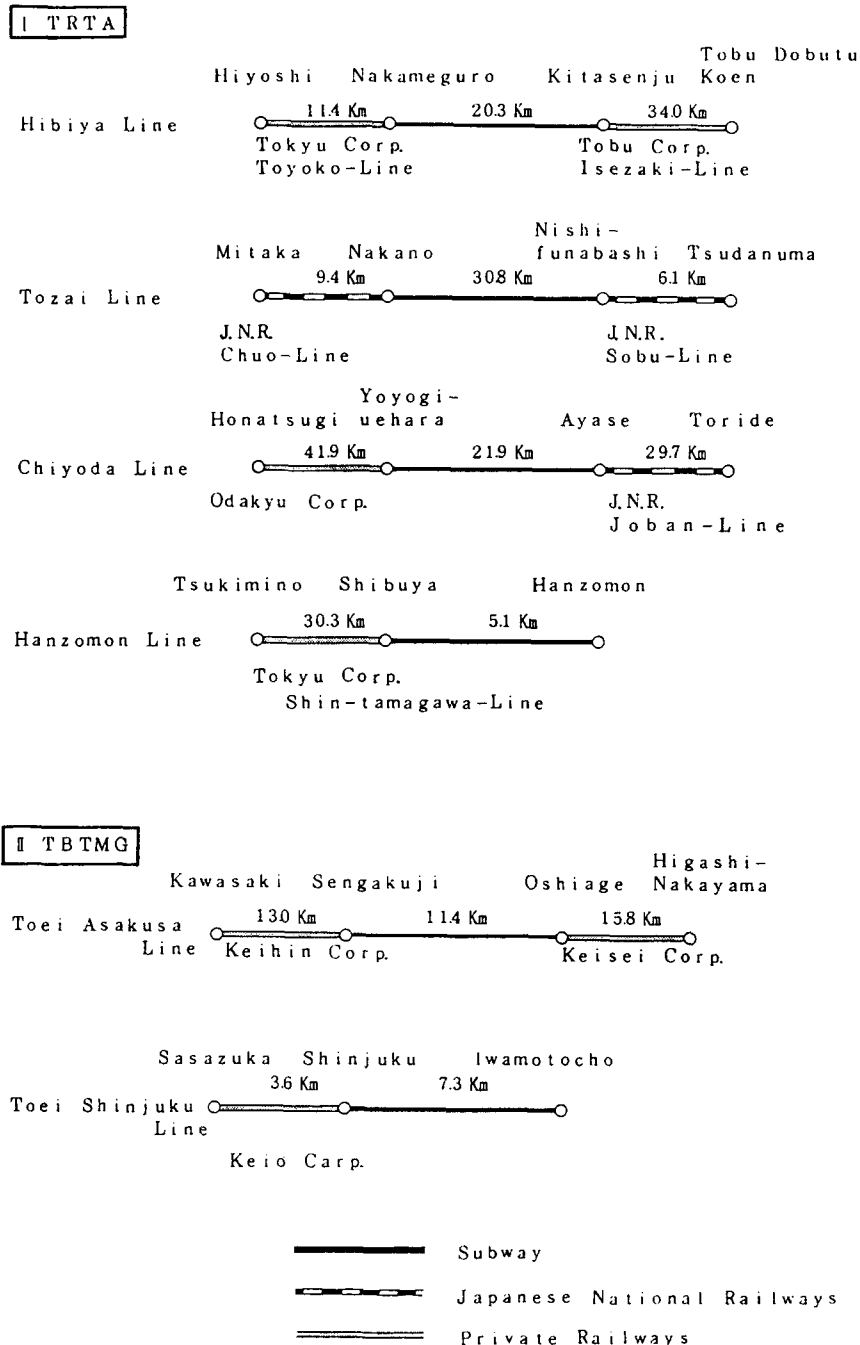 I TRTA
Tobu Dobutu
Hiyoshi Nakameguro Kitasenju Koen
11.4 Km 20.3 Km 34.0 Km
Hibiya Line
Tokyu Corp. Tobu Corp.
Toyoko-Line Isezaki-Line
Nishi-
Mitaka Nakano funabashi Tsudanuma
9.4 Km 30.8 Km 6.1 Km
Tozai Line
J.N.R. J.N.R.
Chuo-Line Sobu-Line
Yoyogi-
Honatsugi uehara Ayase Toride
41.9 Km 21.9 Km 29.7 Km
Chiyoda Line
Odakyu Corp. J.N.R.
Joban-Line
Tsukimino Shibuya Hanzomon
30.3 Km 5.1 Km
Hanzomon Line
Tokyu Corp.
Shin-tamagawa-Line
II TBTMG
Higashi-
Kawasaki Sengakuji Oshiage Nakayama
13.0 Km 11.4 Km 15.8 Km
Toei Asakusa
Line Keihin Corp. Keisei Corp.
Sasazuka Shinjuku Iwamotocho
3.6 Km 7.3 Km
Toei Shinjuku
Line
Keio Carp.
Subway
Japanese National Railways
Private Railways